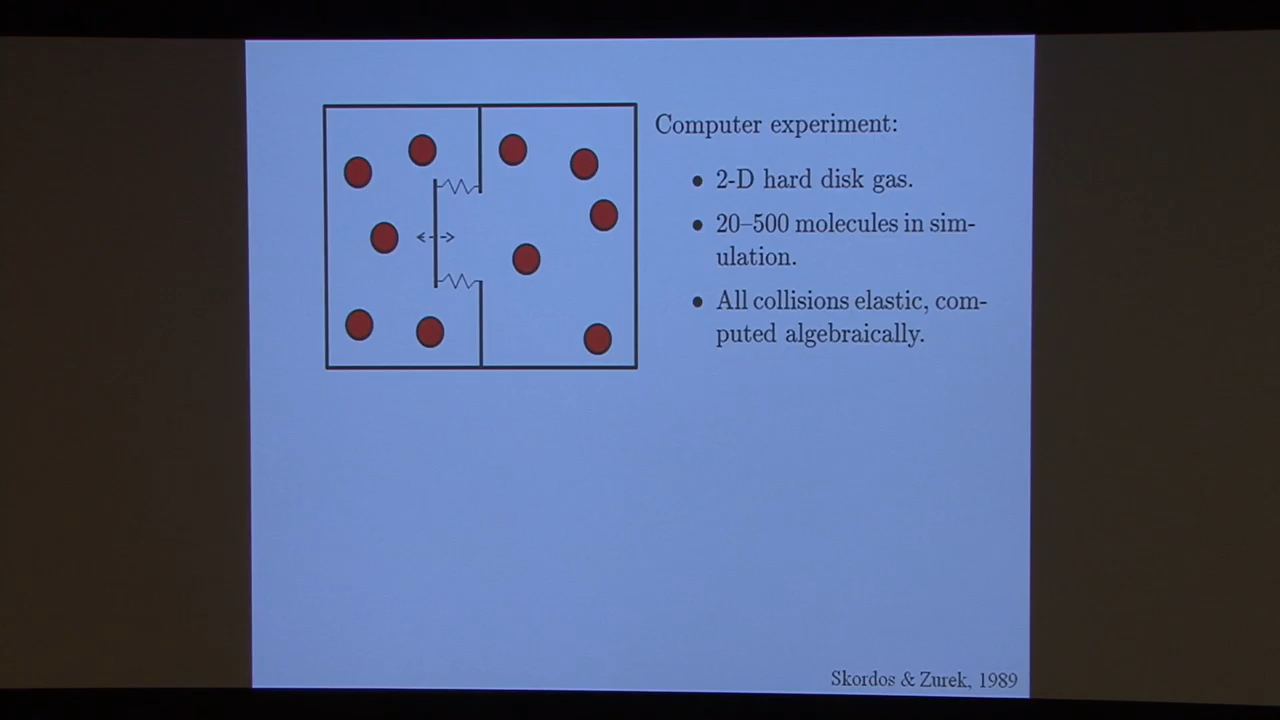 Computer experiment:
• 2-D hard disk gas.
• 20–500 molecules in sim-
ulation.
• All collisions elastic, com-
puted algebraically.
Skordos & Zurek, 1989